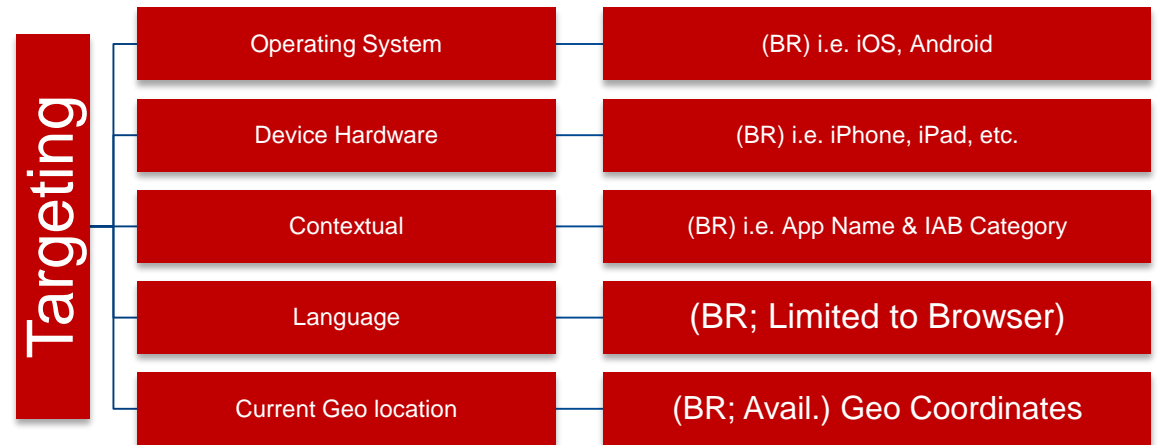 Targeting
Operating System
(BR) i.e. iOS, Android
Device Hardware
(BR) i.e. iPhone, iPad, etc.
Contextual
(BR) i.e. App Name & IAB Category
Language
(BR; Limited to Browser)
Current Geo location
(BR; Avail.) Geo Coordinates